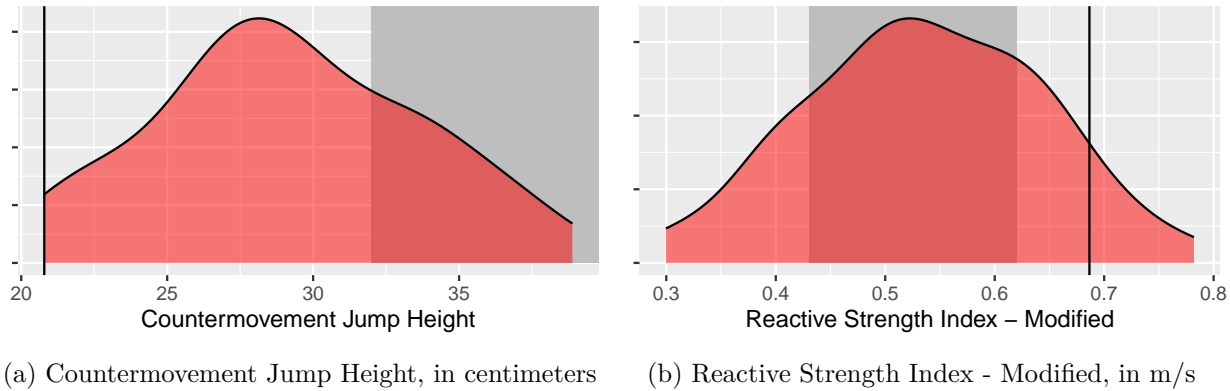 20 25 30 35
Countermovement Jump Height
(a) Countermovement Jump Height, in centimeters
0.3 0.4 0.5 0.6 0.7 0.8
Reactive Strength Index – Modified
(b) Reactive Strength Index - Modified, in m/s